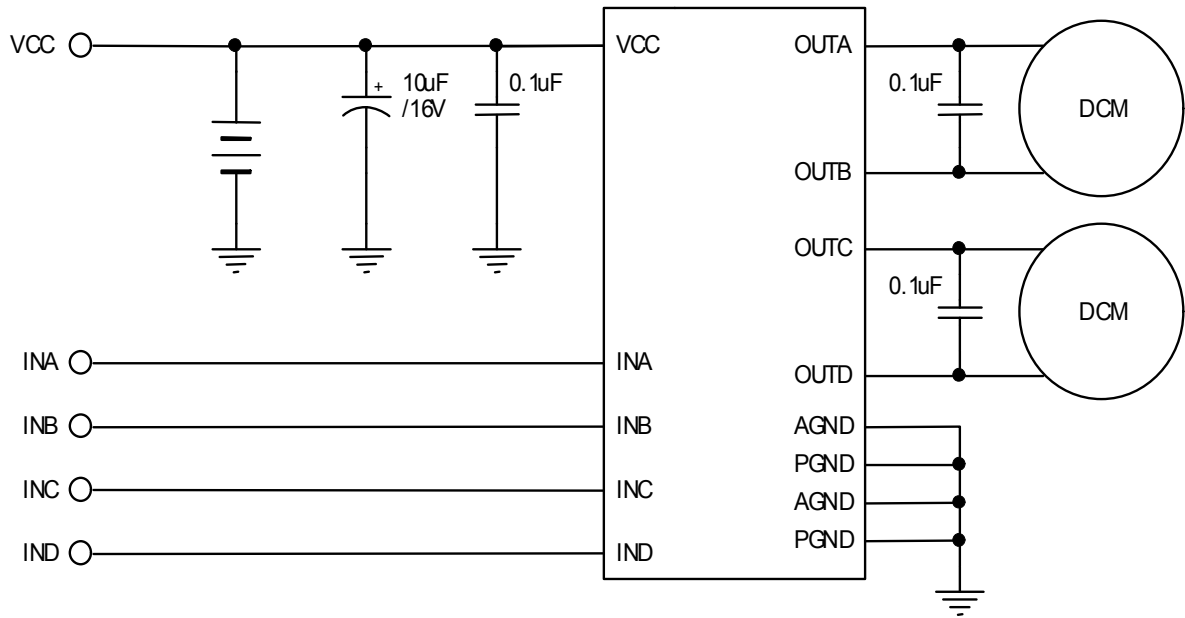 VCC
10uF
/16V
+
0.1uF
VCC
OUTA
0.1uF
DCM
OUTB
OUTC
0.1uF
DCM
INA
INA
OUTD
INB
INB
AGND
PGND
INC
INC
AGND
PGND
IND
IND